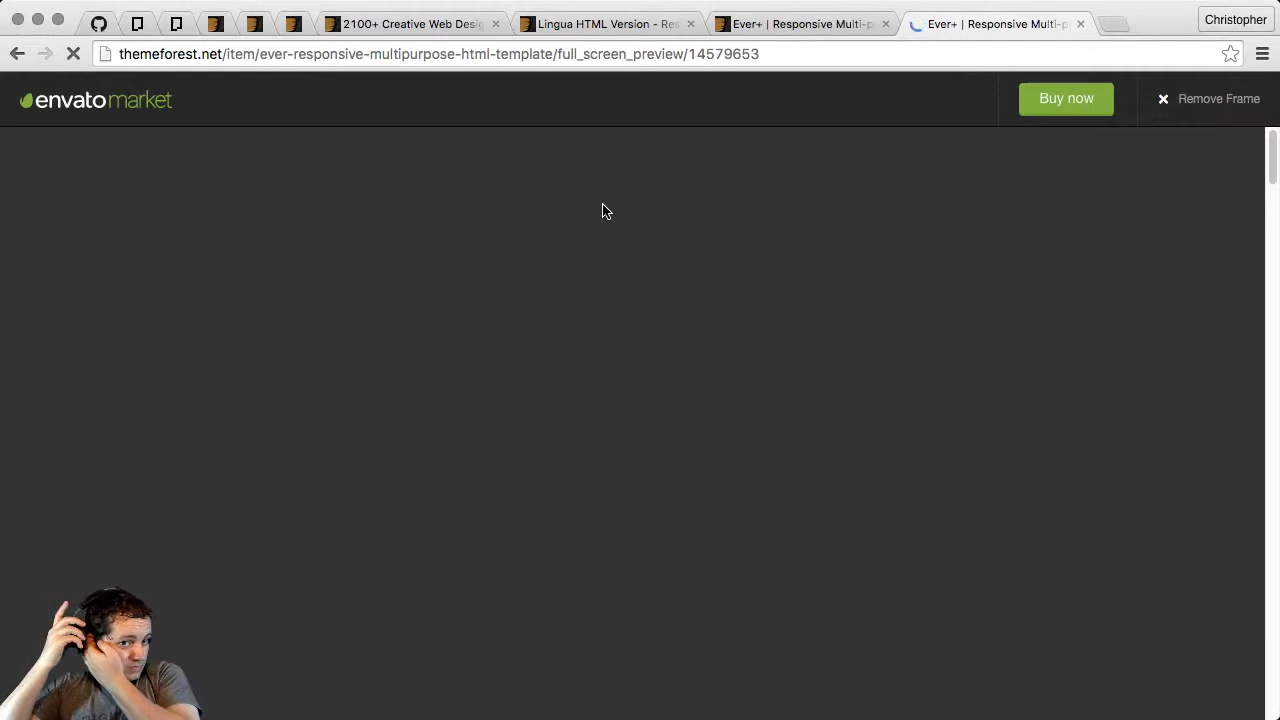 2100+ Creative Web Desig
Lingua HTML Version - Res
Ever+ | Responsive Multi-p
Ever+ | Responsive Multi-p
Christopher
themeforest.net/item/ever-responsive-multipurpose-html-template/full_screen_preview/14579653
envatomarket
Buy now
Remove Frame